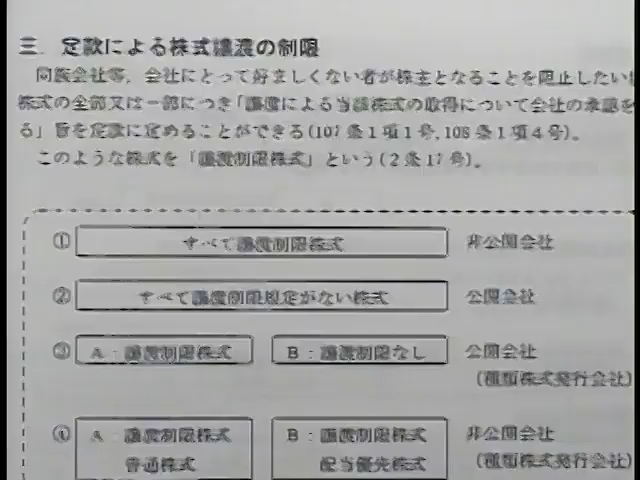 三 定款による株式譲渡の制限
同族会社等、会社にとって好ましくない者が株主となることを阻止したい
株式の全部又は一部につき「譲渡による当該株式の取得について会社の承認を
る」旨を定款に定めることができる(107条1項1号, 108条1項4号)。
このような株式を「譲渡制限株式」という(2条17号)。
① すべて譲渡制限株式 非公開会社
② すべて譲渡制限規定がない株式 公開会社
③ A：譲渡制限株式 B：譲渡制限なし 公開会社
(種類株式発行会社)
④ A：譲渡制限株式 B：譲渡制限株式 非公開会社
普通株式 配当優先株式 (種類株式発行会社)